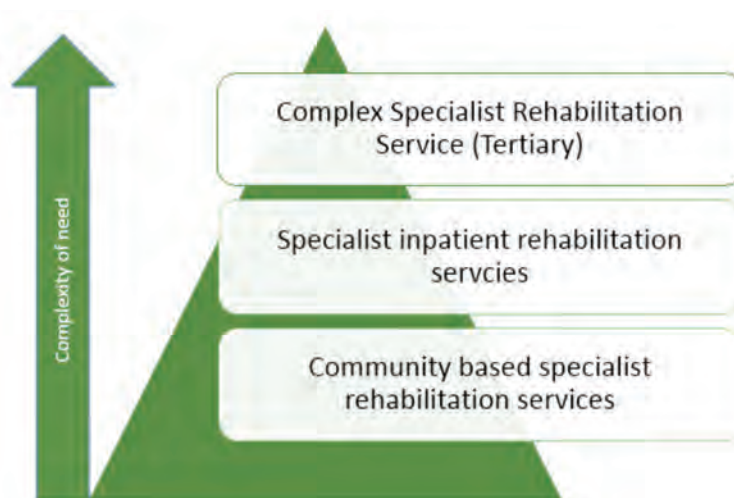 Complexity of need
Complex Specialist Rehabilitation
Service (Tertiary)
Specialist inpatient rehabilitation
servcies
Community based specialist
rehabilitation services